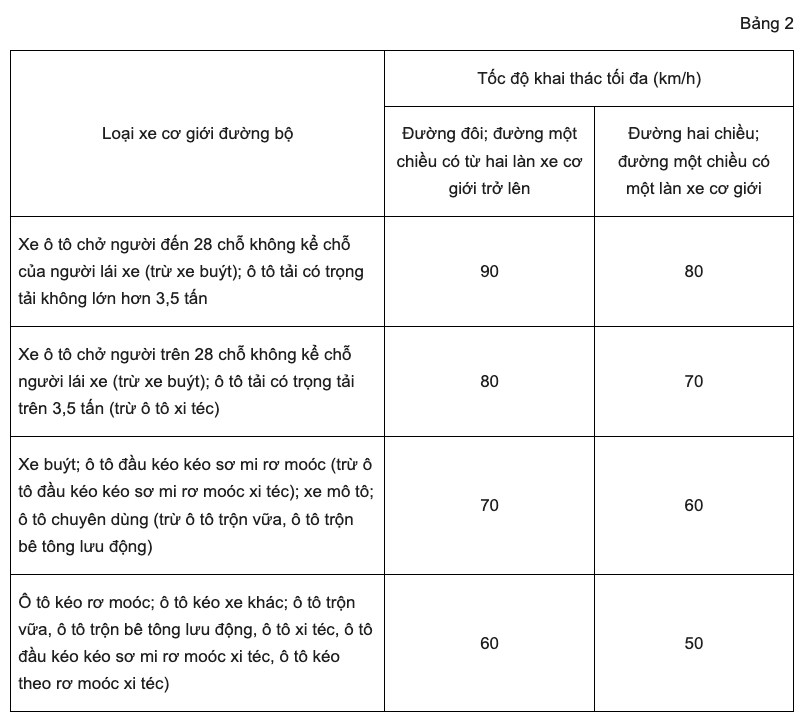 Bảng 2
Tốc độ khai thác tối đa (km/h)
Loại xe cơ giới đường bộ
Đường đôi; đường một
chiều có từ hai làn xe cơ
giới trở lên
Đường hai chiều;
đường một chiều có
một làn xe cơ giới
Xe ô tô chở người đến 28 chỗ không kể chỗ
của người lái xe (trừ xe buýt); ô tô tải có trọng
tải không lớn hơn 3,5 tấn
90
80
Xe ô tô chở người trên 28 chỗ không kể chỗ
người lái xe (trừ xe buýt); ô tô tải có trọng tải
trên 3,5 tấn (trừ ô tô xi téc)
80
70
Xe buýt; ô tô đầu kéo kéo sơ mi rơ moóc (trừ ô
tô đầu kéo kéo sơ mi rơ moóc xi téc); xe mô tô;
ô tô chuyên dùng (trừ ô tô trộn vữa, ô tô trộn
bê tông lưu động)
70
60
Ô tô kéo rơ moóc; ô tô kéo xe khác; ô tô trộn
vữa, ô tô trộn bê tông lưu động, ô tô xi téc, ô tô
đầu kéo kéo sơ mi rơ moóc xi téc, ô tô kéo
theo rơ moóc xi téc)
60
50